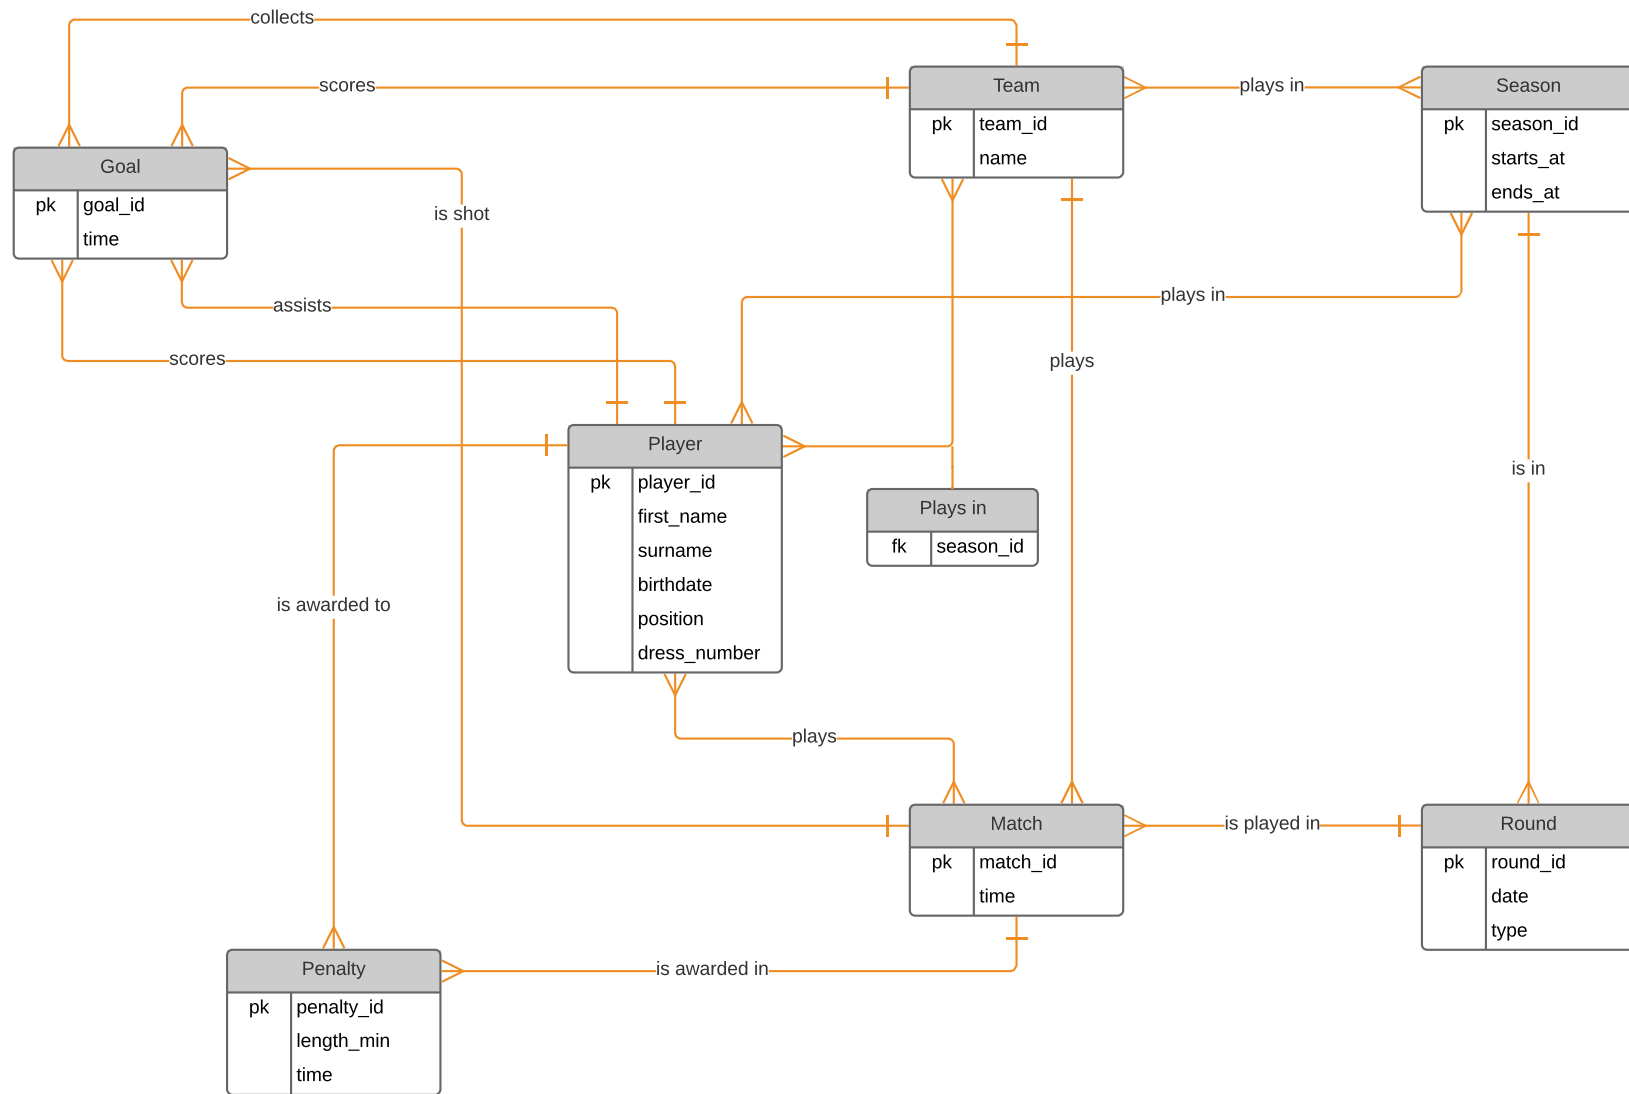 collects
scores
Team
pk team_id
name
plays in
Season
pk season_id
starts_at
ends_at
Goal
pk goal_id
time
is shot
assists
plays in
scores
plays
Player
pk player_id
first_name
surname
birthdate
position
dress_number
is in
Plays in
fk season_id
is awarded to
plays
Match
pk match_id
time
is played in
Round
pk round_id
date
type
is awarded in
Penalty
pk penalty_id
length_min
time